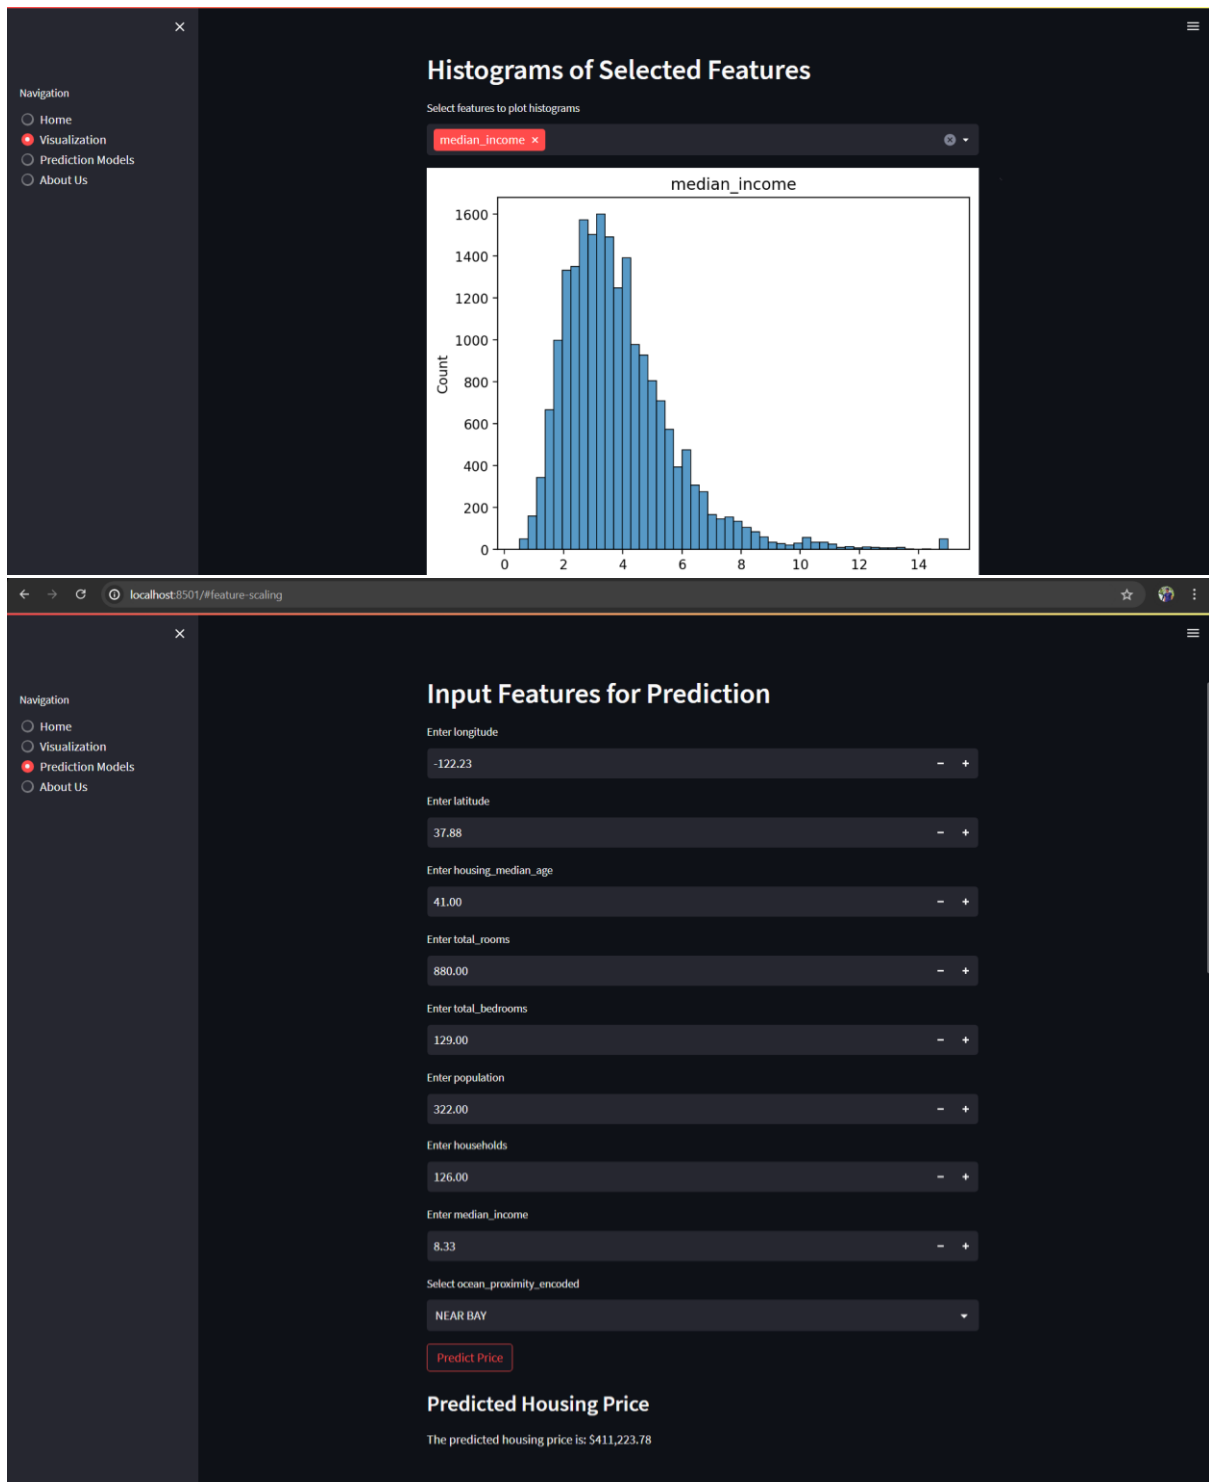 Navigation
Home
Visualization
Prediction Models
About Us
Histograms of Selected Features
Select features to plot histograms
median_income ×
median_income
Count
1600
1400
1200
1000
800
600
400
200
0
0 2 4 6 8 10 12 14
localhost:8501/#feature-scaling
Navigation
Home
Visualization
Prediction Models
About Us
Input Features for Prediction
Enter longitude
-122.23
Enter latitude
37.88
Enter housing_median_age
41.00
Enter total_rooms
880.00
Enter total_bedrooms
129.00
Enter population
322.00
Enter households
126.00
Enter median_income
8.33
Select ocean_proximity_encoded
NEAR BAY
Predict Price
Predicted Housing Price
The predicted housing price is: $411,223.78